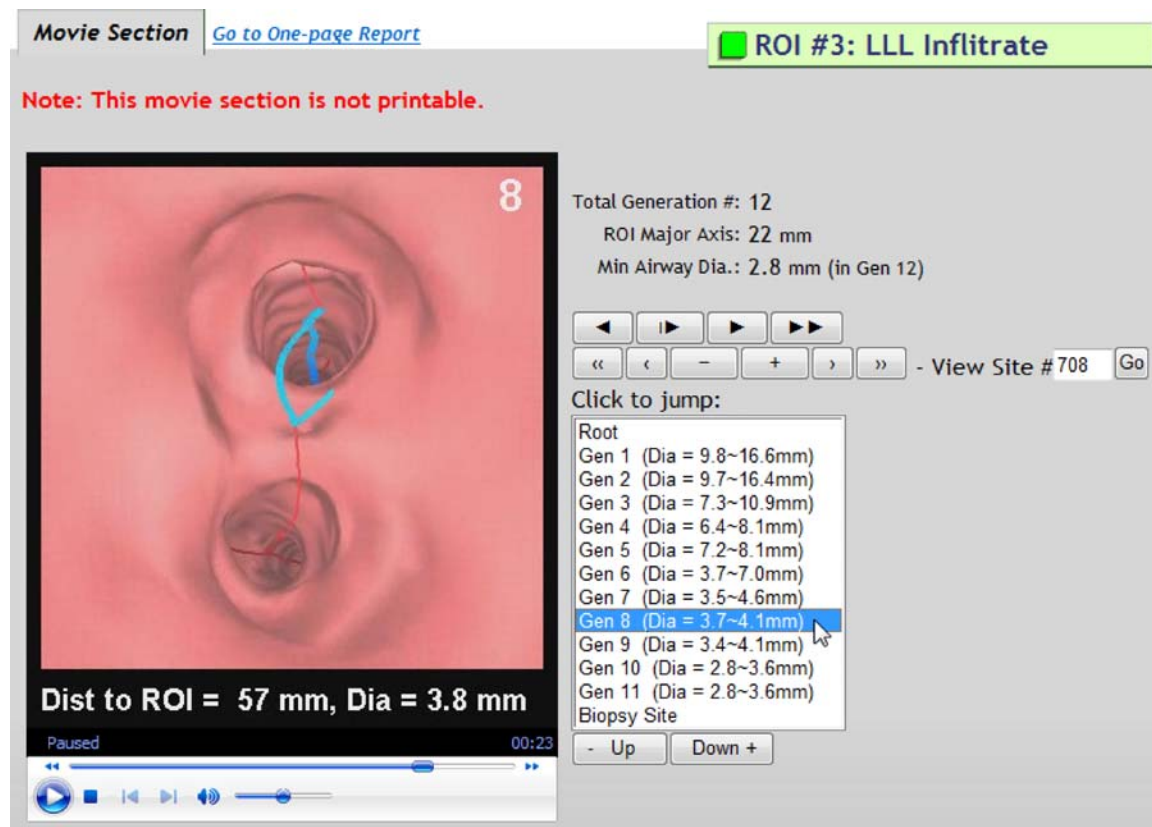 Movie Section
Go to One-page Report
ROI #3: LLL Inflitrate
Note: This movie section is not printable.
8
Dist to ROI = 57 mm, Dia = 3.8 mm
Paused 00:23
Total Generation #: 12
ROI Major Axis: 22 mm
Min Airway Dia.: 2.8 mm (in Gen 12)
‹‹ ‹ − + › ›› - View Site # 708 Go
Click to jump:
Root
Gen 1 (Dia = 9.8~16.6mm)
Gen 2 (Dia = 9.7~16.4mm)
Gen 3 (Dia = 7.3~10.9mm)
Gen 4 (Dia = 6.4~8.1mm)
Gen 5 (Dia = 7.2~8.1mm)
Gen 6 (Dia = 3.7~7.0mm)
Gen 7 (Dia = 3.5~4.6mm)
Gen 8 (Dia = 3.7~4.1mm)
Gen 9 (Dia = 3.4~4.1mm)
Gen 10 (Dia = 2.8~3.6mm)
Gen 11 (Dia = 2.8~3.6mm)
Biopsy Site
- Up Down +